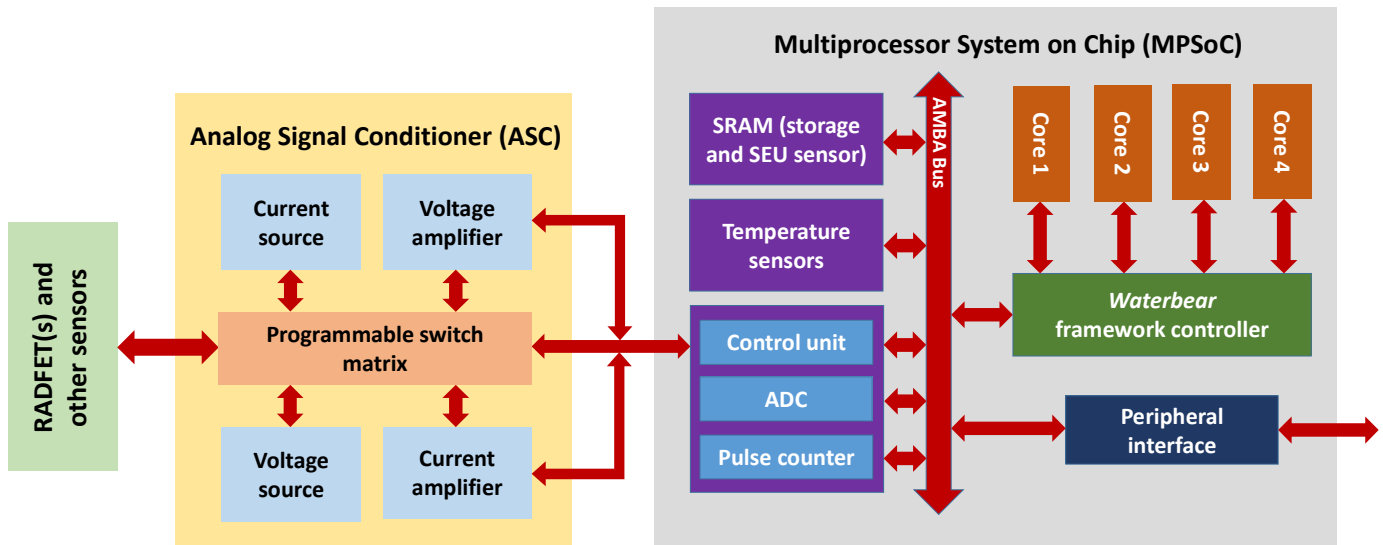 Multiprocessor System on Chip (MPSoC)
Analog Signal Conditioner (ASC)
RADFET(s) and
other sensors
Current
source
Voltage
amplifier
Programmable switch
matrix
Voltage
source
Current
amplifier
SRAM (storage
and SEU sensor)
Temperature
sensors
Control unit
ADC
Pulse counter
AMBA Bus
Core 1
Core 2
Core 3
Core 4
Waterbear
framework controller
Peripheral
interface